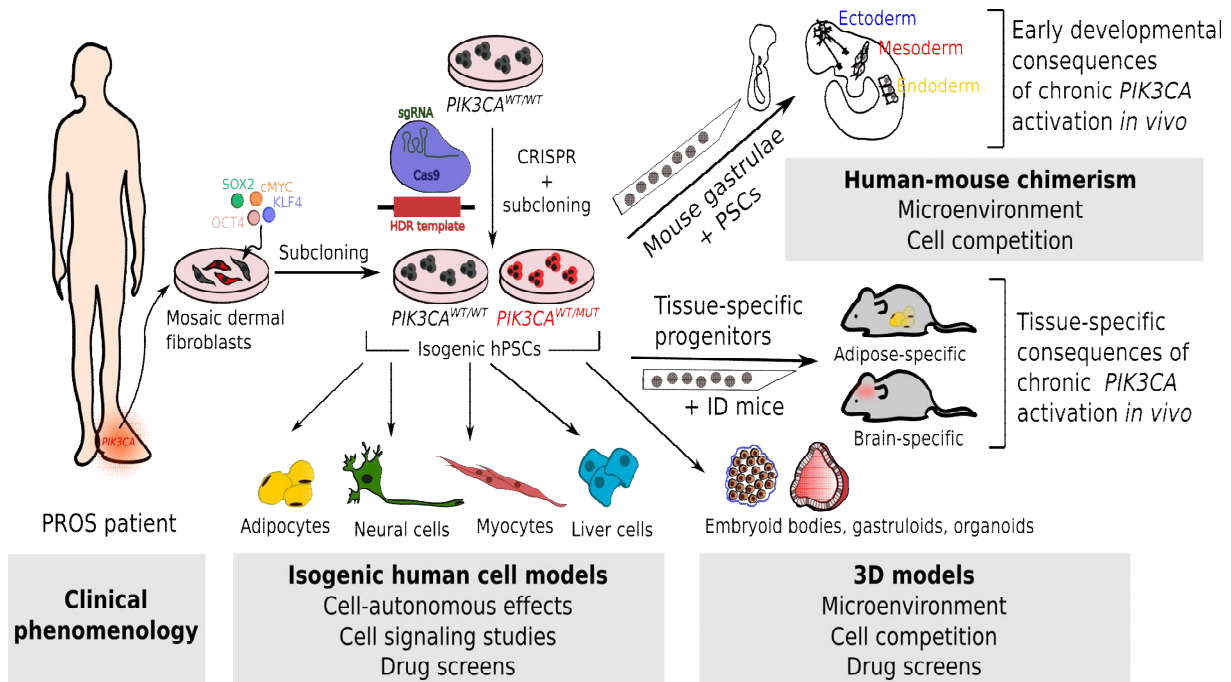 PIK3CA
PROS patient
Clinical
phenomenology
SOX2
cMYC
KLF4
OCT4
Mosaic dermal
fibroblasts
Subcloning
PIK3CA^WT/WT
sgRNA
Cas9
HDR template
CRISPR
+
subcloning
PIK3CA^WT/WT
PIK3CA^WT/MUT
Isogenic hPSCs
Adipocytes
Neural cells
Myocytes
Liver cells
Isogenic human cell models
Cell-autonomous effects
Cell signaling studies
Drug screens
Embryoid bodies, gastruloids, organoids
3D models
Microenvironment
Cell competition
Drug screens
Mouse gastrulae
+ PSCs
Ectoderm
Mesoderm
Endoderm
Early developmental
consequences
of chronic PIK3CA
activation in vivo
Human-mouse chimerism
Microenvironment
Cell competition
Tissue-specific
progenitors
+ ID mice
Adipose-specific
Brain-specific
Tissue-specific
consequences of
chronic PIK3CA
activation in vivo